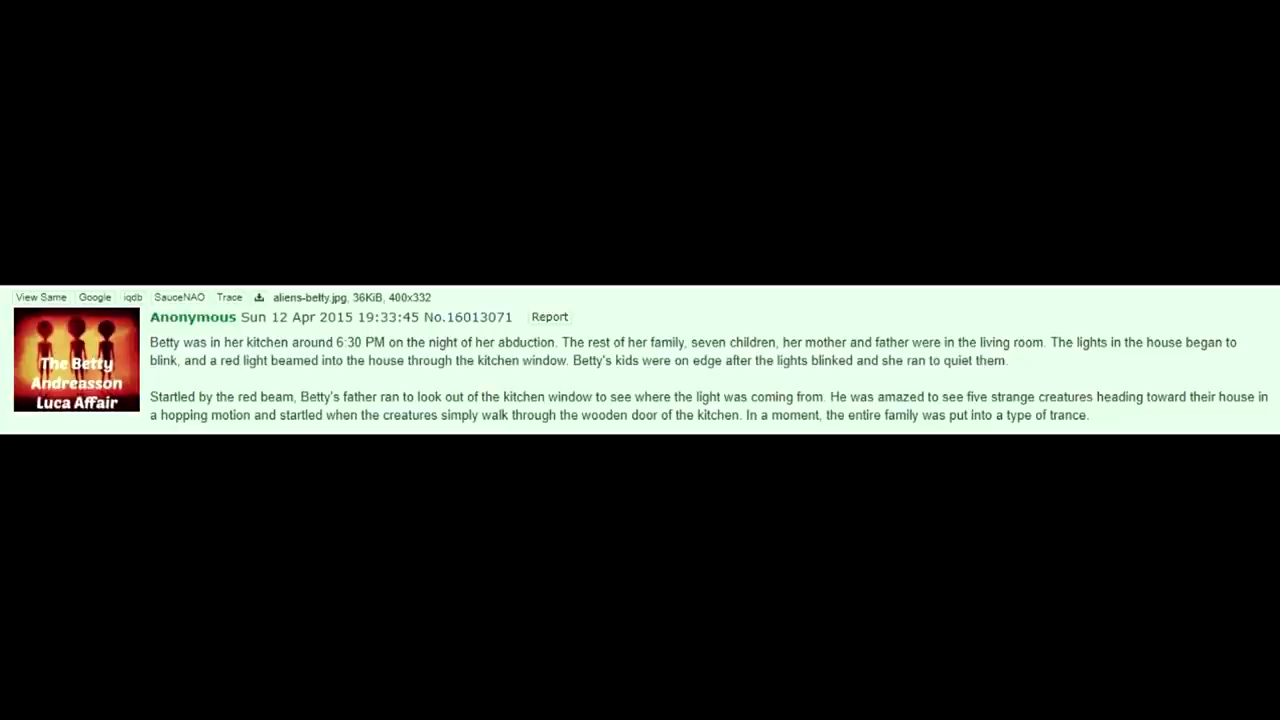 View Same Google iqdb SauceNAO Trace aliens-betty.jpg, 36KiB, 400x332
Anonymous Sun 12 Apr 2015 19:33:45 No.16013071 Report
The Betty
Andreasson
Luca Affair
Betty was in her kitchen around 6:30 PM on the night of her abduction. The rest of her family, seven children, her mother and father were in the living room. The lights in the house began to
blink, and a red light beamed into the house through the kitchen window. Betty's kids were on edge after the lights blinked and she ran to quiet them.
Startled by the red beam, Betty's father ran to look out of the kitchen window to see where the light was coming from. He was amazed to see five strange creatures heading toward their house in
a hopping motion and startled when the creatures simply walk through the wooden door of the kitchen. In a moment, the entire family was put into a type of trance.